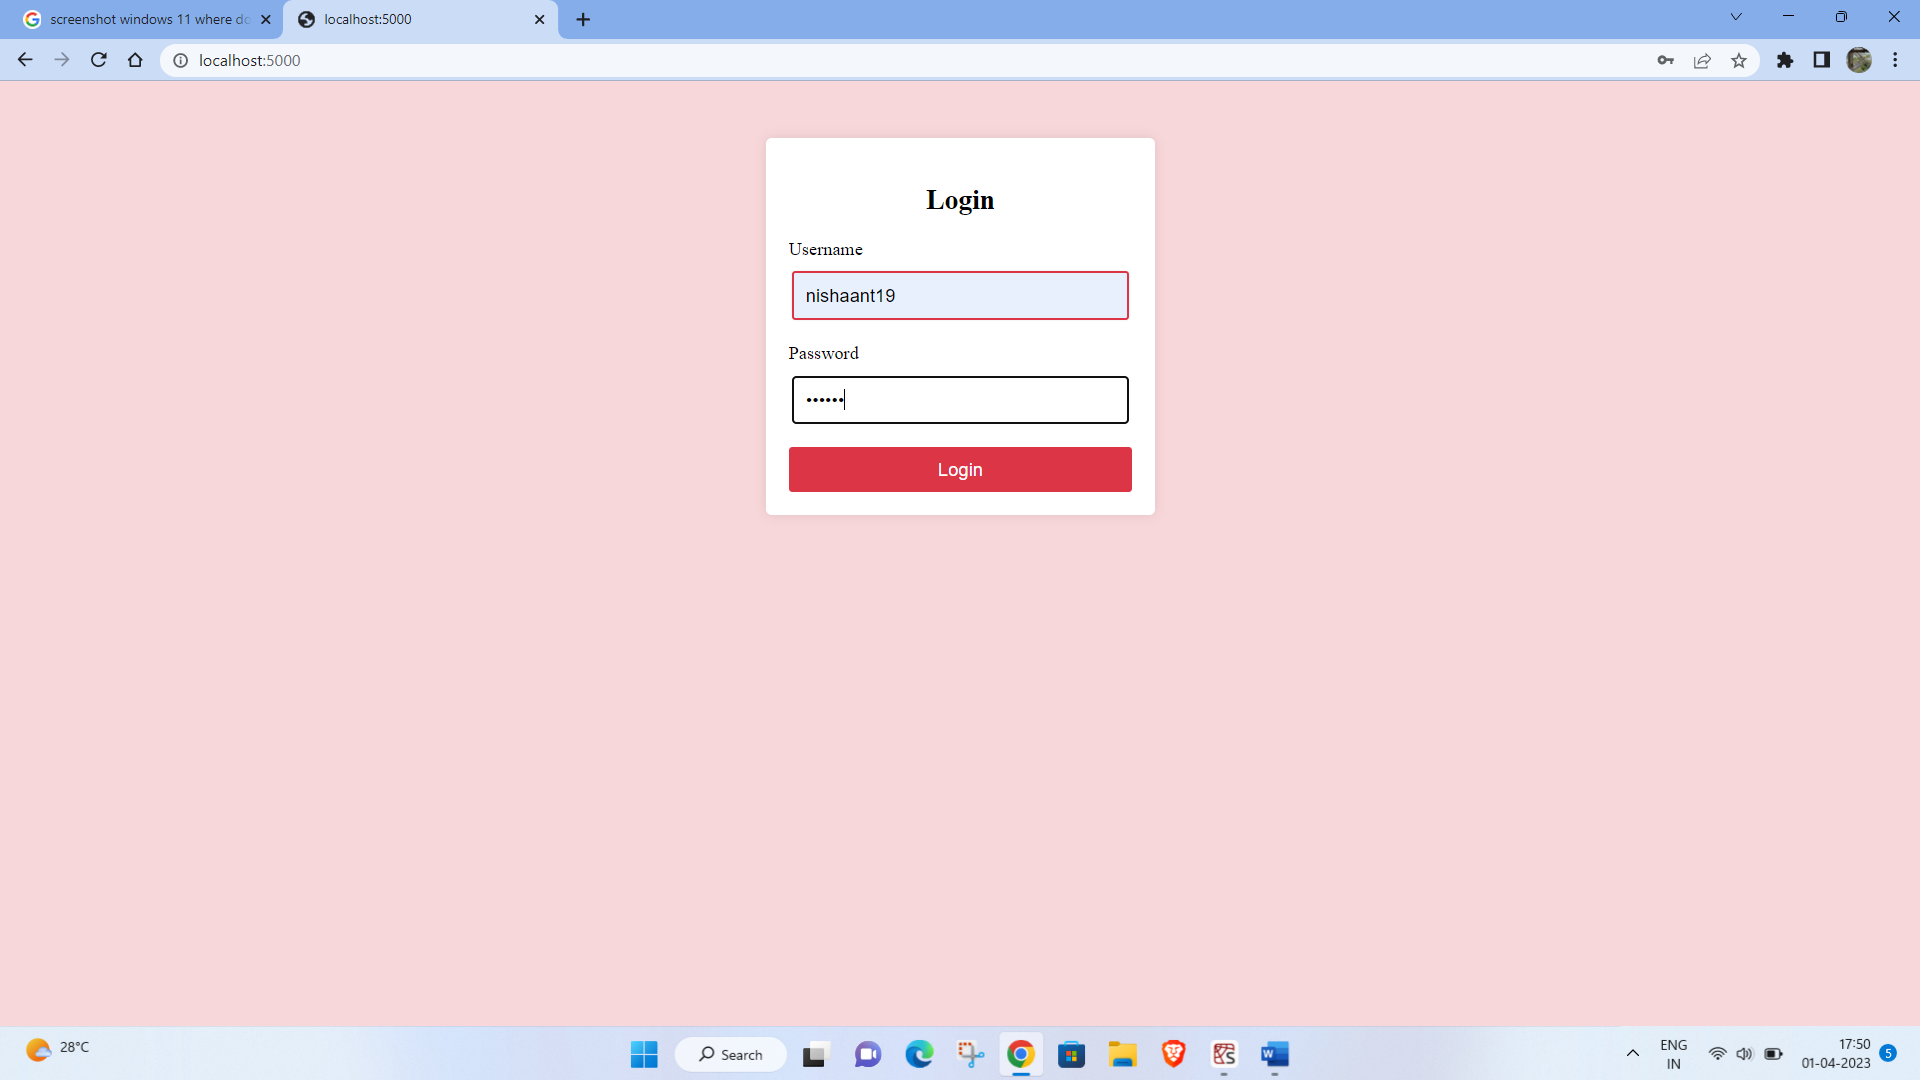 screenshot windows 11 where do
localhost:5000
localhost:5000
Login
Username
nishaant19
Password
••••••
Login
28°C
Search
ENG
IN
17:50
01-04-2023
5